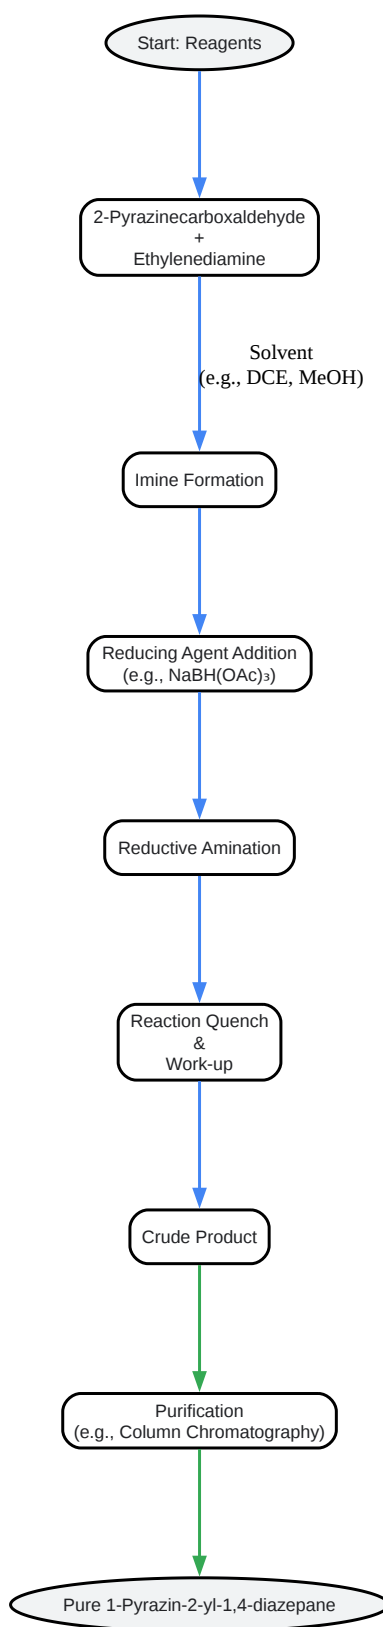 Start: Reagents
2-Pyrazinecarboxaldehyde
+
Ethylenediamine
Solvent
(e.g., DCE, MeOH)
Imine Formation
Reducing Agent Addition
(e.g., NaBH(OAc)₃)
Reductive Amination
Reaction Quench
&
Work-up
Crude Product
Purification
(e.g., Column Chromatography)
Pure 1-Pyrazin-2-yl-1,4-diazepane